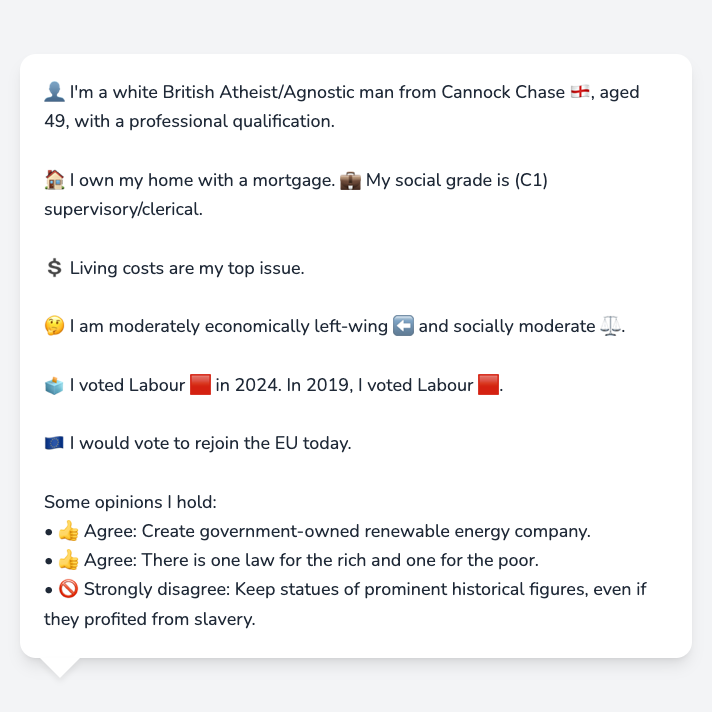 👤 I'm a white British Atheist/Agnostic man from Cannock Chase 🏴󠁧󠁢󠁥󠁮󠁧󠁿, aged
49, with a professional qualification.
🏠 I own my home with a mortgage. 💼 My social grade is (C1)
supervisory/clerical.
💲 Living costs are my top issue.
🤔 I am moderately economically left-wing ⬅️ and socially moderate ⚖️.
🗳️ I voted Labour 🟥 in 2024. In 2019, I voted Labour 🟥.
🇪🇺 I would vote to rejoin the EU today.
Some opinions I hold:
• 👍 Agree: Create government-owned renewable energy company.
• 👍 Agree: There is one law for the rich and one for the poor.
• 🚫 Strongly disagree: Keep statues of prominent historical figures, even if
they profited from slavery.